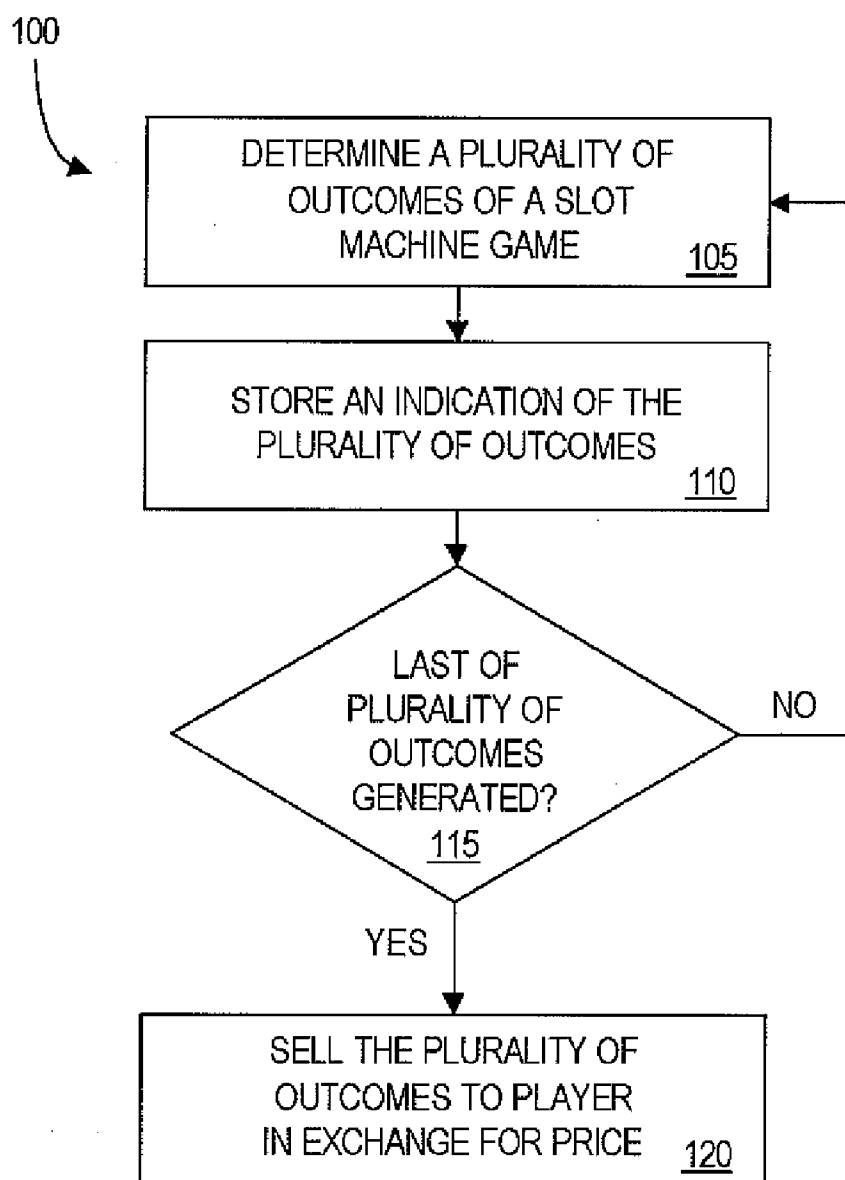 100
DETERMINE A PLURALITY OF
OUTCOMES OF A SLOT
MACHINE GAME
105
STORE AN INDICATION OF THE
PLURALITY OF OUTCOMES
110
LAST OF
PLURALITY OF
OUTCOMES
GENERATED?
115
NO
YES
SELL THE PLURALITY OF
OUTCOMES TO PLAYER
IN EXCHANGE FOR PRICE
120